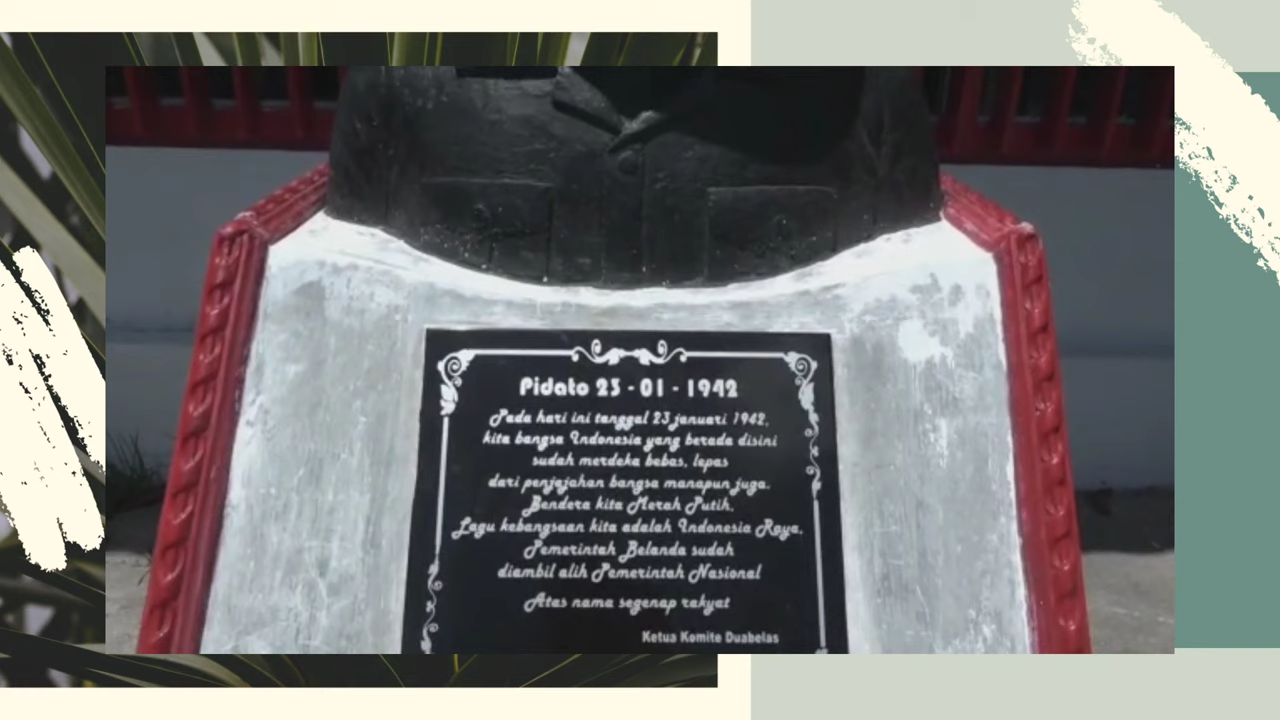 Pidato 23 - 01 - 1942
Pada hari ini tanggal 23 januari 1942,
kita bangsa Indonesia yang berada disini
sudah merdeka bebas, lepas
dari penjajahan bangsa manapun juga.
Bendera kita Merah Putih,
Lagu kebangsaan kita adalah Indonesia Raya,
Pemerintah Belanda sudah
diambil alih Pemerintah Nasional
Atas nama segenap rakyat
Ketua Komite Duabelas